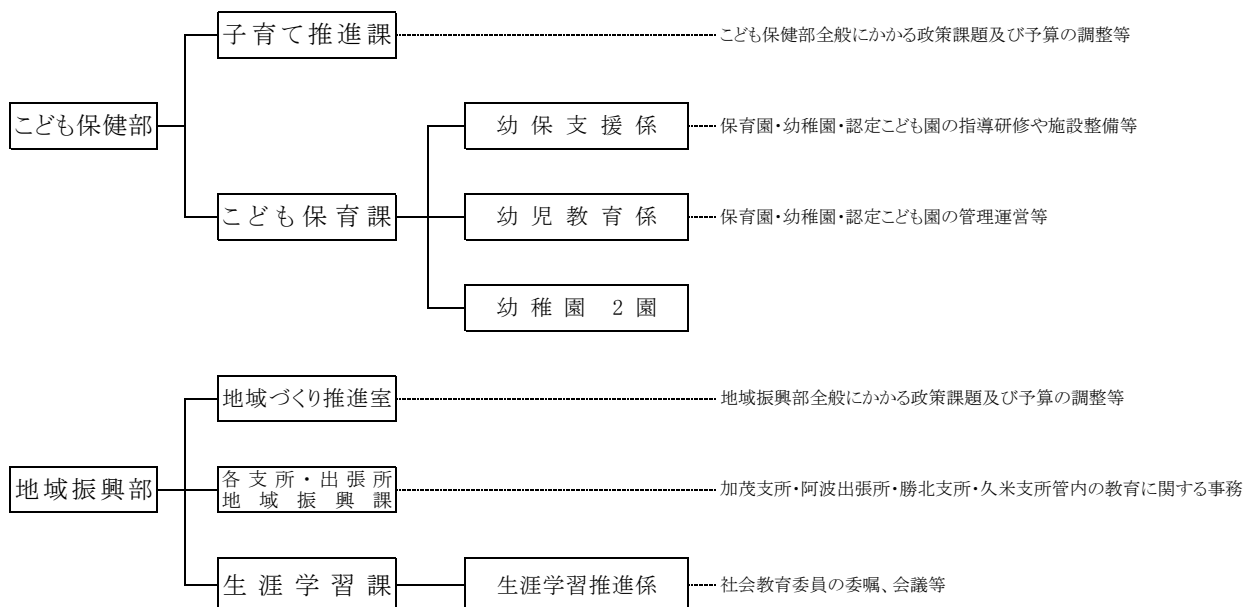 子育て推進課
こども保健部全般にかかる政策課題及び予算の調整等
こども保健部
幼保支援係
保育園・幼稚園・認定こども園の指導研修や施設整備等
こども保育課
幼児教育係
保育園・幼稚園・認定こども園の管理運営等
幼稚園 2園
地域づくり推進室
地域振興部全般にかかる政策課題及び予算の調整等
地域振興部
各支所・出張所
地域振興課
加茂支所・阿波出張所・勝北支所・久米支所管内の教育に関する事務
生涯学習課
生涯学習推進係
社会教育委員の委嘱、会議等